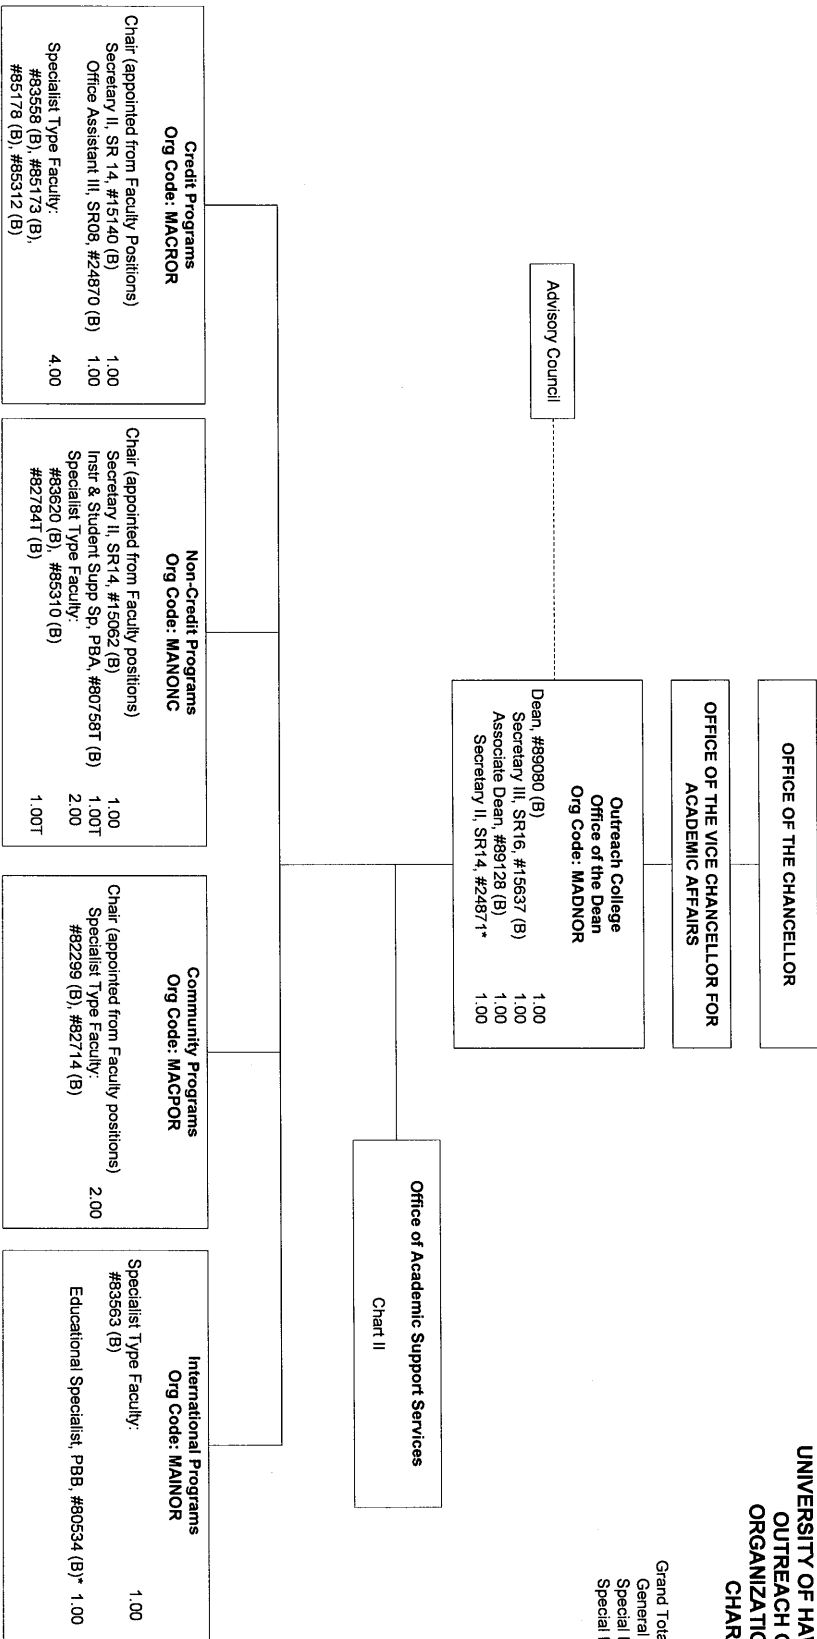 UNIVERSITY OF HAW
OUTREACH C
ORGANIZATIO
CHAR
Grand Tota
General
Special
Special
OFFICE OF THE CHANCELLOR
OFFICE OF THE VICE CHANCELLOR FOR
ACADEMIC AFFAIRS
Outreach College
Office of the Dean
Org Code: MADNOR
Dean, #89080 (B) 1.00
Secretary III, SR16, #15637 (B) 1.00
Associate Dean, #89128 (B) 1.00
Secretary II, SR14, #24871* 1.00
Advisory Council
Office of Academic Support Services
Chart II
Credit Programs
Org Code: MACROR
Chair (appointed from Faculty Positions)
Secretary II, SR 14, #15140 (B) 1.00
Office Assistant III, SR08, #24870 (B) 1.00
Specialist Type Faculty: 4.00
#83558 (B), #85173 (B),
#85178 (B), #85312 (B)
Non-Credit Programs
Org Code: MANONC
Chair (appointed from Faculty positions)
Secretary II, SR14, #15062 (B) 1.00
Instr & Student Supp Sp, PBA, #80758T (B) 1.00T
Specialist Type Faculty: 2.00
#83620 (B), #85310 (B)
#82784T (B) 1.00T
Community Programs
Org Code: MACPOR
Chair (appointed from Faculty positions)
Specialist Type Faculty: 2.00
#82299 (B), #82714 (B)
International Programs
Org Code: MAINOR
Specialist Type Faculty: 1.00
#83563 (B)
Educational Specialist, PBB, #80534 (B)* 1.00